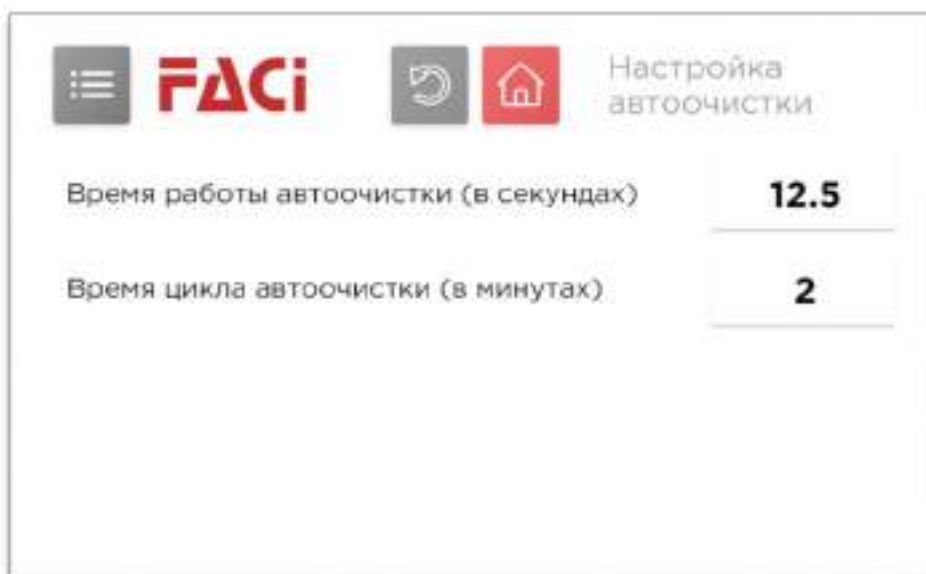 FACi
Настройка
автоочистки
Время работы автоочистки (в секундах)
12.5
Время цикла автоочистки (в минутах)
2